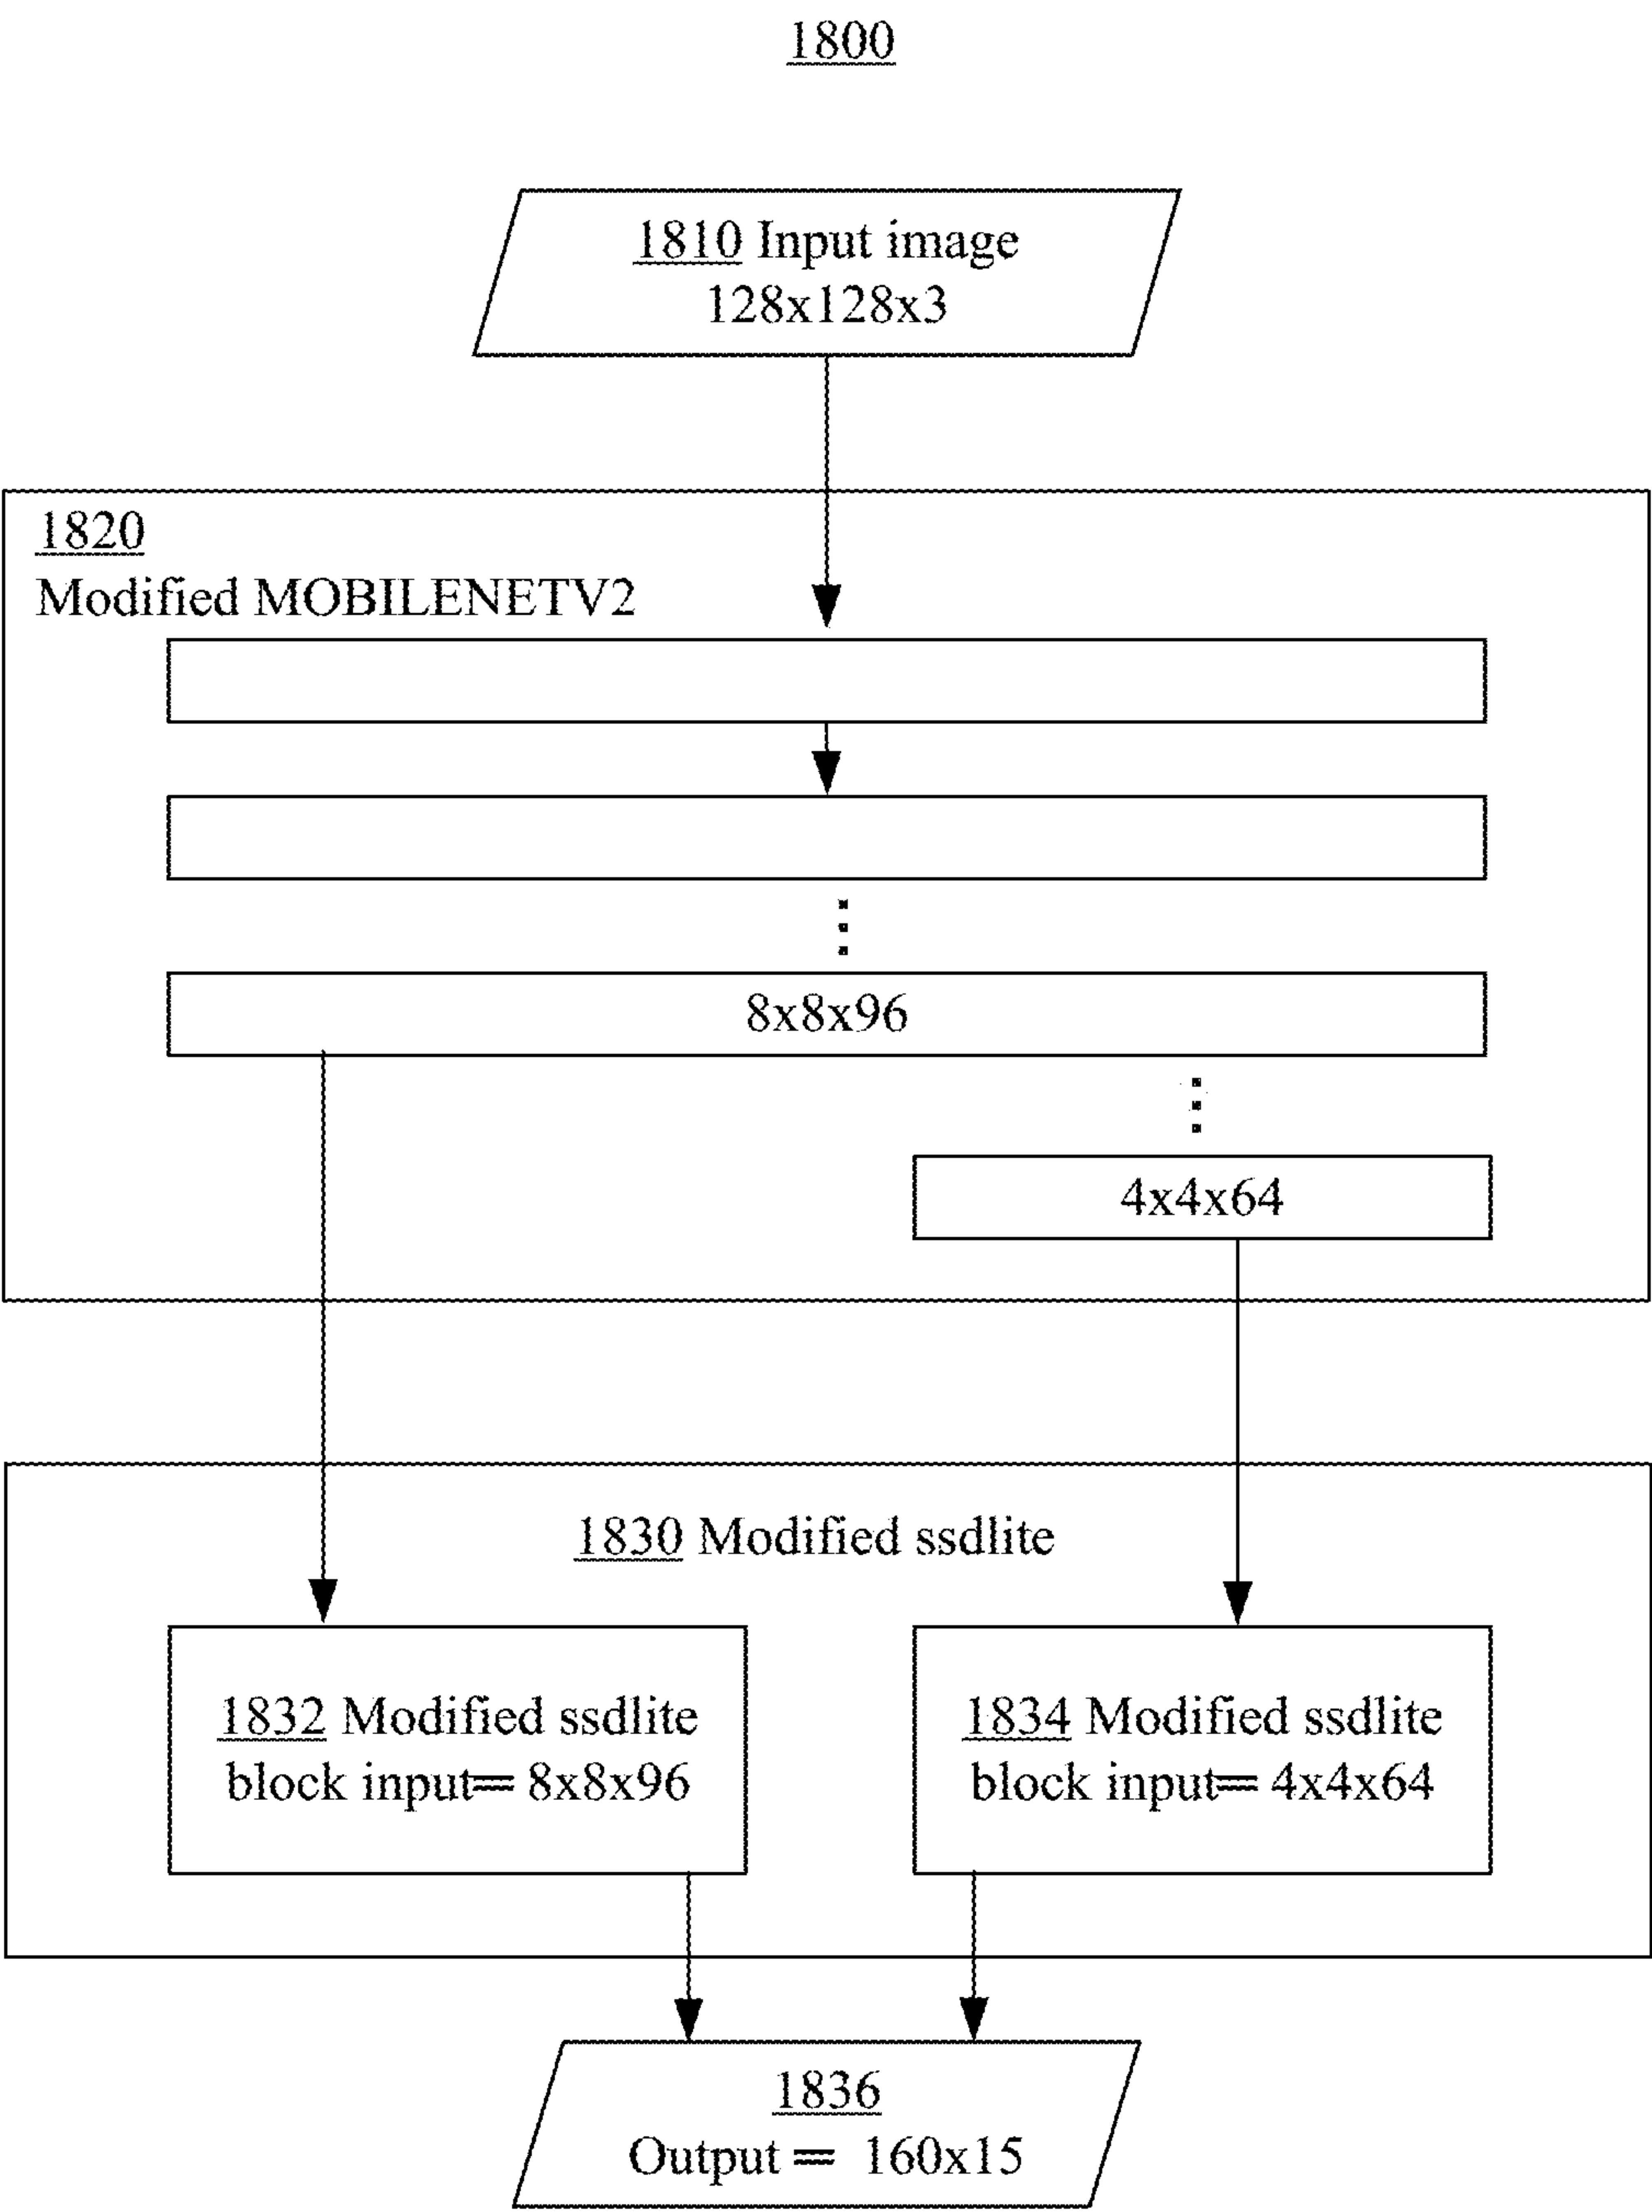 1800
1810 Input image
128x128x3
1820
Modified MOBILENETV2
8x8x96
4x4x64
1830 Modified ssdlite
1832 Modified ssdlite
block input= 8x8x96
1834 Modified ssdlite
block input= 4x4x64
1836
Output = 160x15